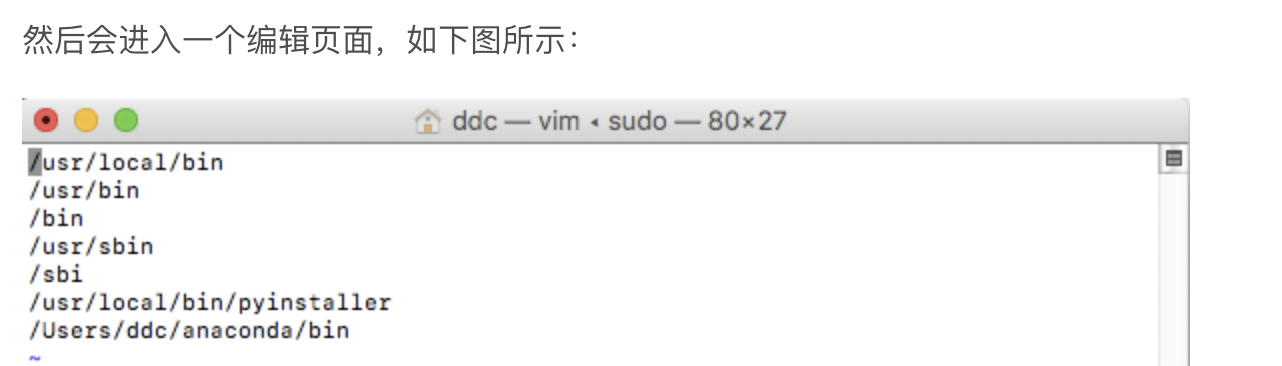 然后会进入一个编辑页面，如下图所示：
ddc — vim ◂ sudo — 80×27
/usr/local/bin
/usr/bin
/bin
/usr/sbin
/sbi
/usr/local/bin/pyinstaller
/Users/ddc/anaconda/bin
~